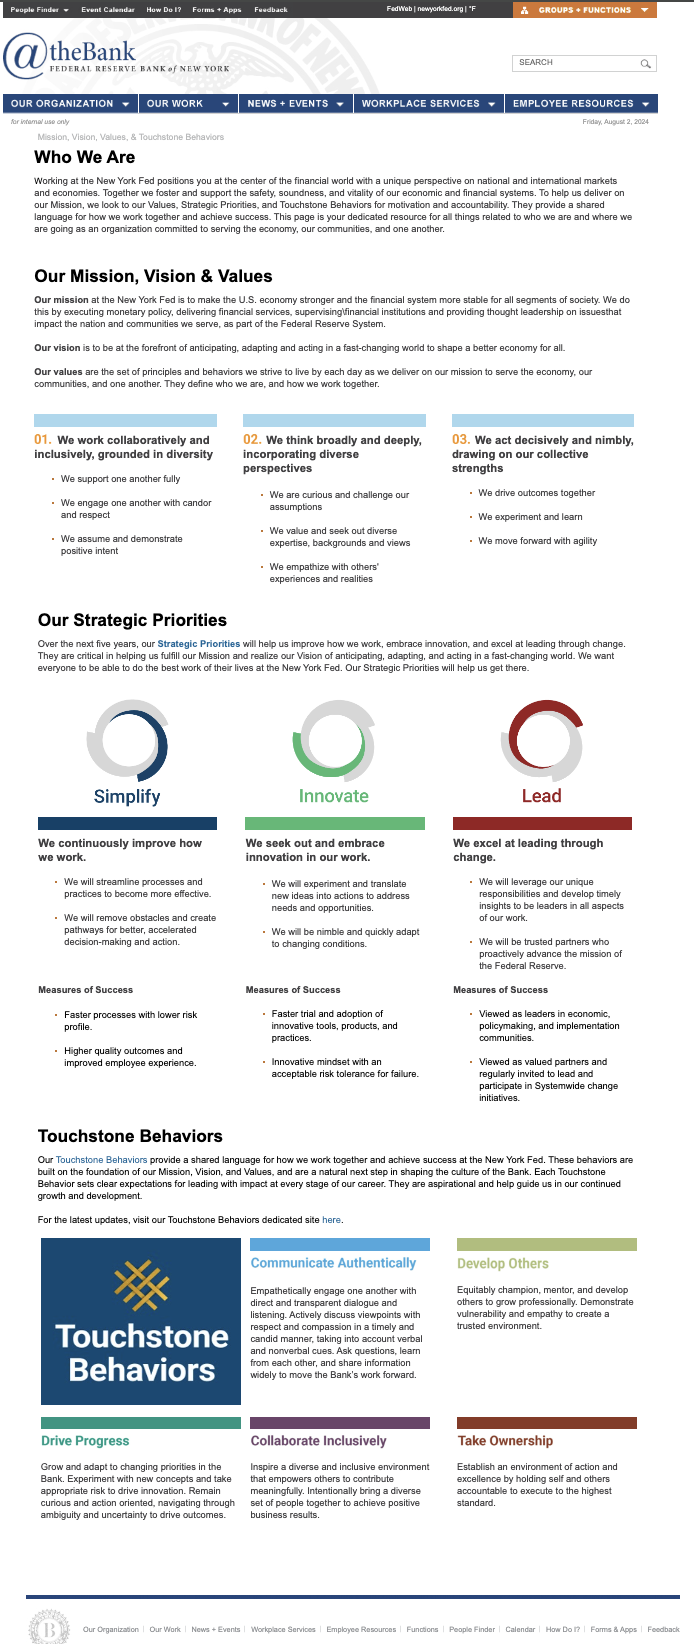 People Finder Event Calendar How Do I? Forms + Apps Feedback FedWeb | newyorkfed.org | °F GROUPS + FUNCTIONS
@theBank
FEDERAL RESERVE BANK of NEW YORK
SEARCH
OUR ORGANIZATION OUR WORK NEWS + EVENTS WORKPLACE SERVICES EMPLOYEE RESOURCES
for internal use only Friday, August 2, 2024
Mission, Vision, Values, & Touchstone Behaviors
Who We Are
Working at the New York Fed positions you at the center of the financial world with a unique perspective on national and international markets
and economies. Together we foster and support the safety, soundness, and vitality of our economic and financial systems. To help us deliver on
our Mission, we look to our Values, Strategic Priorities, and Touchstone Behaviors for motivation and accountability. They provide a shared
language for how we work together and achieve success. This page is your dedicated resource for all things related to who we are and where we
are going as an organization committed to serving the economy, our communities, and one another.
Our Mission, Vision & Values
Our mission at the New York Fed is to make the U.S. economy stronger and the financial system more stable for all segments of society. We do
this by executing monetary policy, delivering financial services, supervising\financial institutions and providing thought leadership on issuesthat
impact the nation and communities we serve, as part of the Federal Reserve System.
Our vision is to be at the forefront of anticipating, adapting and acting in a fast-changing world to shape a better economy for all.
Our values are the set of principles and behaviors we strive to live by each day as we deliver on our mission to serve the economy, our
communities, and one another. They define who we are, and how we work together.
01. We work collaboratively and
inclusively, grounded in diversity
• We support one another fully
• We engage one another with candor
and respect
• We assume and demonstrate
positive intent
02. We think broadly and deeply,
incorporating diverse
perspectives
• We are curious and challenge our
assumptions
• We value and seek out diverse
expertise, backgrounds and views
• We empathize with others'
experiences and realities
03. We act decisively and nimbly,
drawing on our collective
strengths
• We drive outcomes together
• We experiment and learn
• We move forward with agility
Our Strategic Priorities
Over the next five years, our Strategic Priorities will help us improve how we work, embrace innovation, and excel at leading through change.
They are critical in helping us fulfill our Mission and realize our Vision of anticipating, adapting, and acting in a fast-changing world. We want
everyone to be able to do the best work of their lives at the New York Fed. Our Strategic Priorities will help us get there.
Simplify
We continuously improve how
we work.
• We will streamline processes and
practices to become more effective.
• We will remove obstacles and create
pathways for better, accelerated
decision-making and action.
Measures of Success
• Faster processes with lower risk
profile.
• Higher quality outcomes and
improved employee experience.
Innovate
We seek out and embrace
innovation in our work.
• We will experiment and translate
new ideas into actions to address
needs and opportunities.
• We will be nimble and quickly adapt
to changing conditions.
Measures of Success
• Faster trial and adoption of
innovative tools, products, and
practices.
• Innovative mindset with an
acceptable risk tolerance for failure.
Lead
We excel at leading through
change.
• We will leverage our unique
responsibilities and develop timely
insights to be leaders in all aspects
of our work.
• We will be trusted partners who
proactively advance the mission of
the Federal Reserve.
Measures of Success
• Viewed as leaders in economic,
policymaking, and implementation
communities.
• Viewed as valued partners and
regularly invited to lead and
participate in Systemwide change
initiatives.
Touchstone Behaviors
Our Touchstone Behaviors provide a shared language for how we work together and achieve success at the New York Fed. These behaviors are
built on the foundation of our Mission, Vision, and Values, and are a natural next step in shaping the culture of the Bank. Each Touchstone
Behavior sets clear expectations for leading with impact at every stage of our career. They are aspirational and help guide us in our continued
growth and development.
For the latest updates, visit our Touchstone Behaviors dedicated site here.
Touchstone
Behaviors
Communicate Authentically
Empathetically engage one another with
direct and transparent dialogue and
listening. Actively discuss viewpoints with
respect and compassion in a timely and
candid manner, taking into account verbal
and nonverbal cues. Ask questions, learn
from each other, and share information
widely to move the Bank's work forward.
Develop Others
Equitably champion, mentor, and develop
others to grow professionally. Demonstrate
vulnerability and empathy to create a
trusted environment.
Drive Progress
Grow and adapt to changing priorities in the
Bank. Experiment with new concepts and take
appropriate risk to drive innovation. Remain
curious and action oriented, navigating through
ambiguity and uncertainty to drive outcomes.
Collaborate Inclusively
Inspire a diverse and inclusive environment
that empowers others to contribute
meaningfully. Intentionally bring a diverse
set of people together to achieve positive
business results.
Take Ownership
Establish an environment of action and
excellence by holding self and others
accountable to execute to the highest
standard.
B
Our Organization | Our Work | News + Events | Workplace Services | Employee Resources | Functions | People Finder | Calendar | How Do I? | Forms & Apps | Feedback